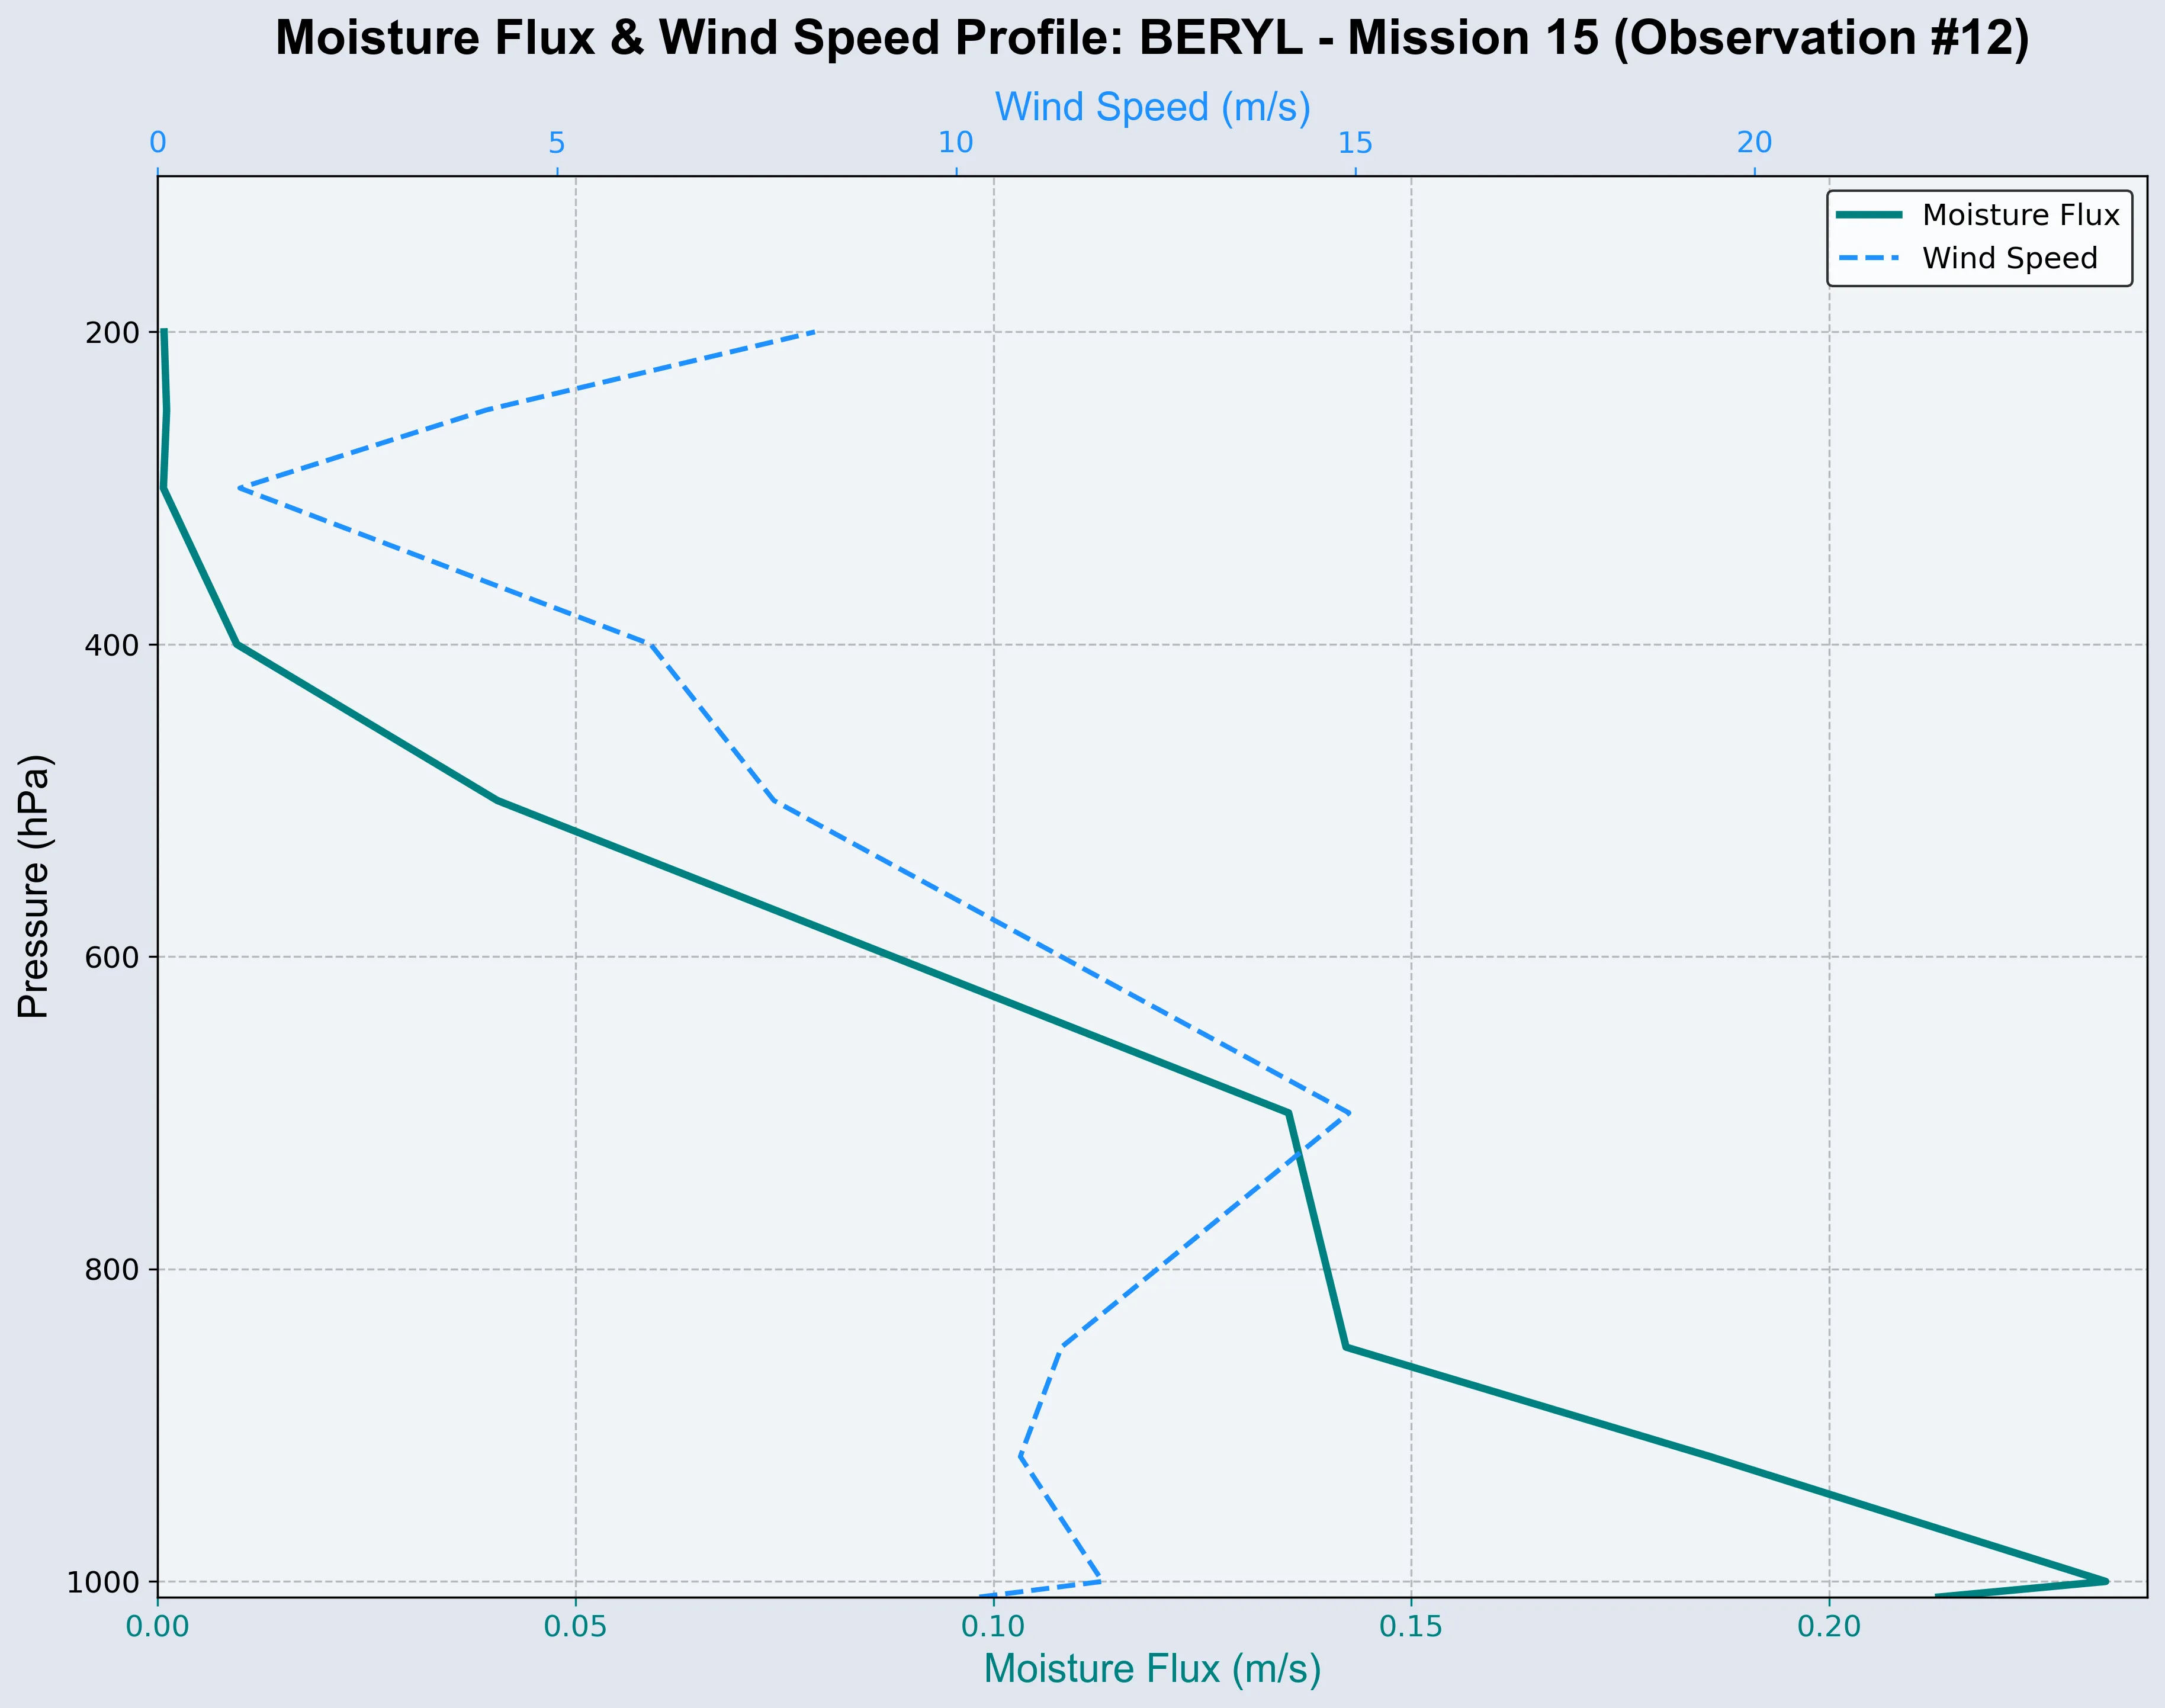 Moisture Flux & Wind Speed Profile: BERYL - Mission 15 (Observation #12)
Wind Speed (m/s)
0 5 10 15 20
Moisture Flux
Wind Speed
200
400
600
800
1000
Pressure (hPa)
0.00 0.05 0.10 0.15 0.20
Moisture Flux (m/s)